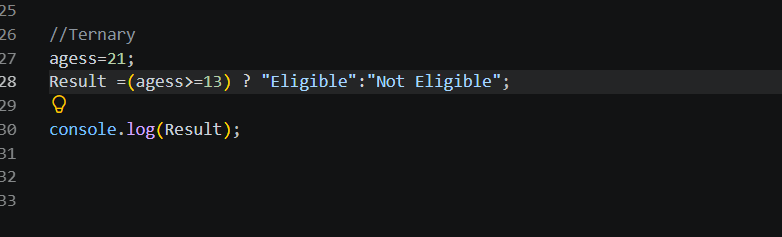 25
26 //Ternary
27 agess=21;
28 Result =(agess>=13) ? "Eligible":"Not Eligible";
29
30 console.log(Result);
31
32
33